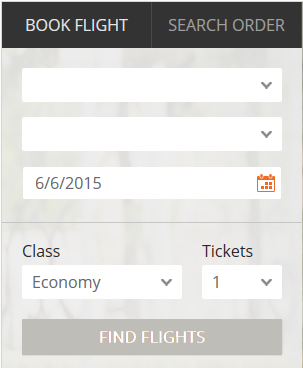 BOOK FLIGHT SEARCH ORDER
6/6/2015
Class Tickets
Economy 1
FIND FLIGHTS